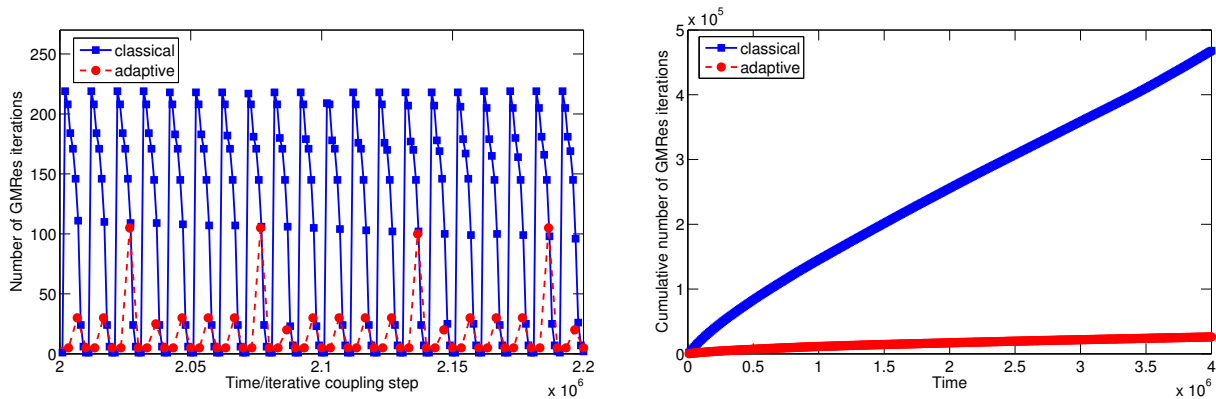 250
200
150
100
50
0
Number of GMRes iterations
classical
adaptive
2
2.05
2.1
2.15
2.2
Time/iterative coupling step
x 10^6
x 10^5
5
4
3
2
1
0
Cumulative number of GMRes iterations
classical
adaptive
0
0.5
1
1.5
2
2.5
3
3.5
4
Time
x 10^6